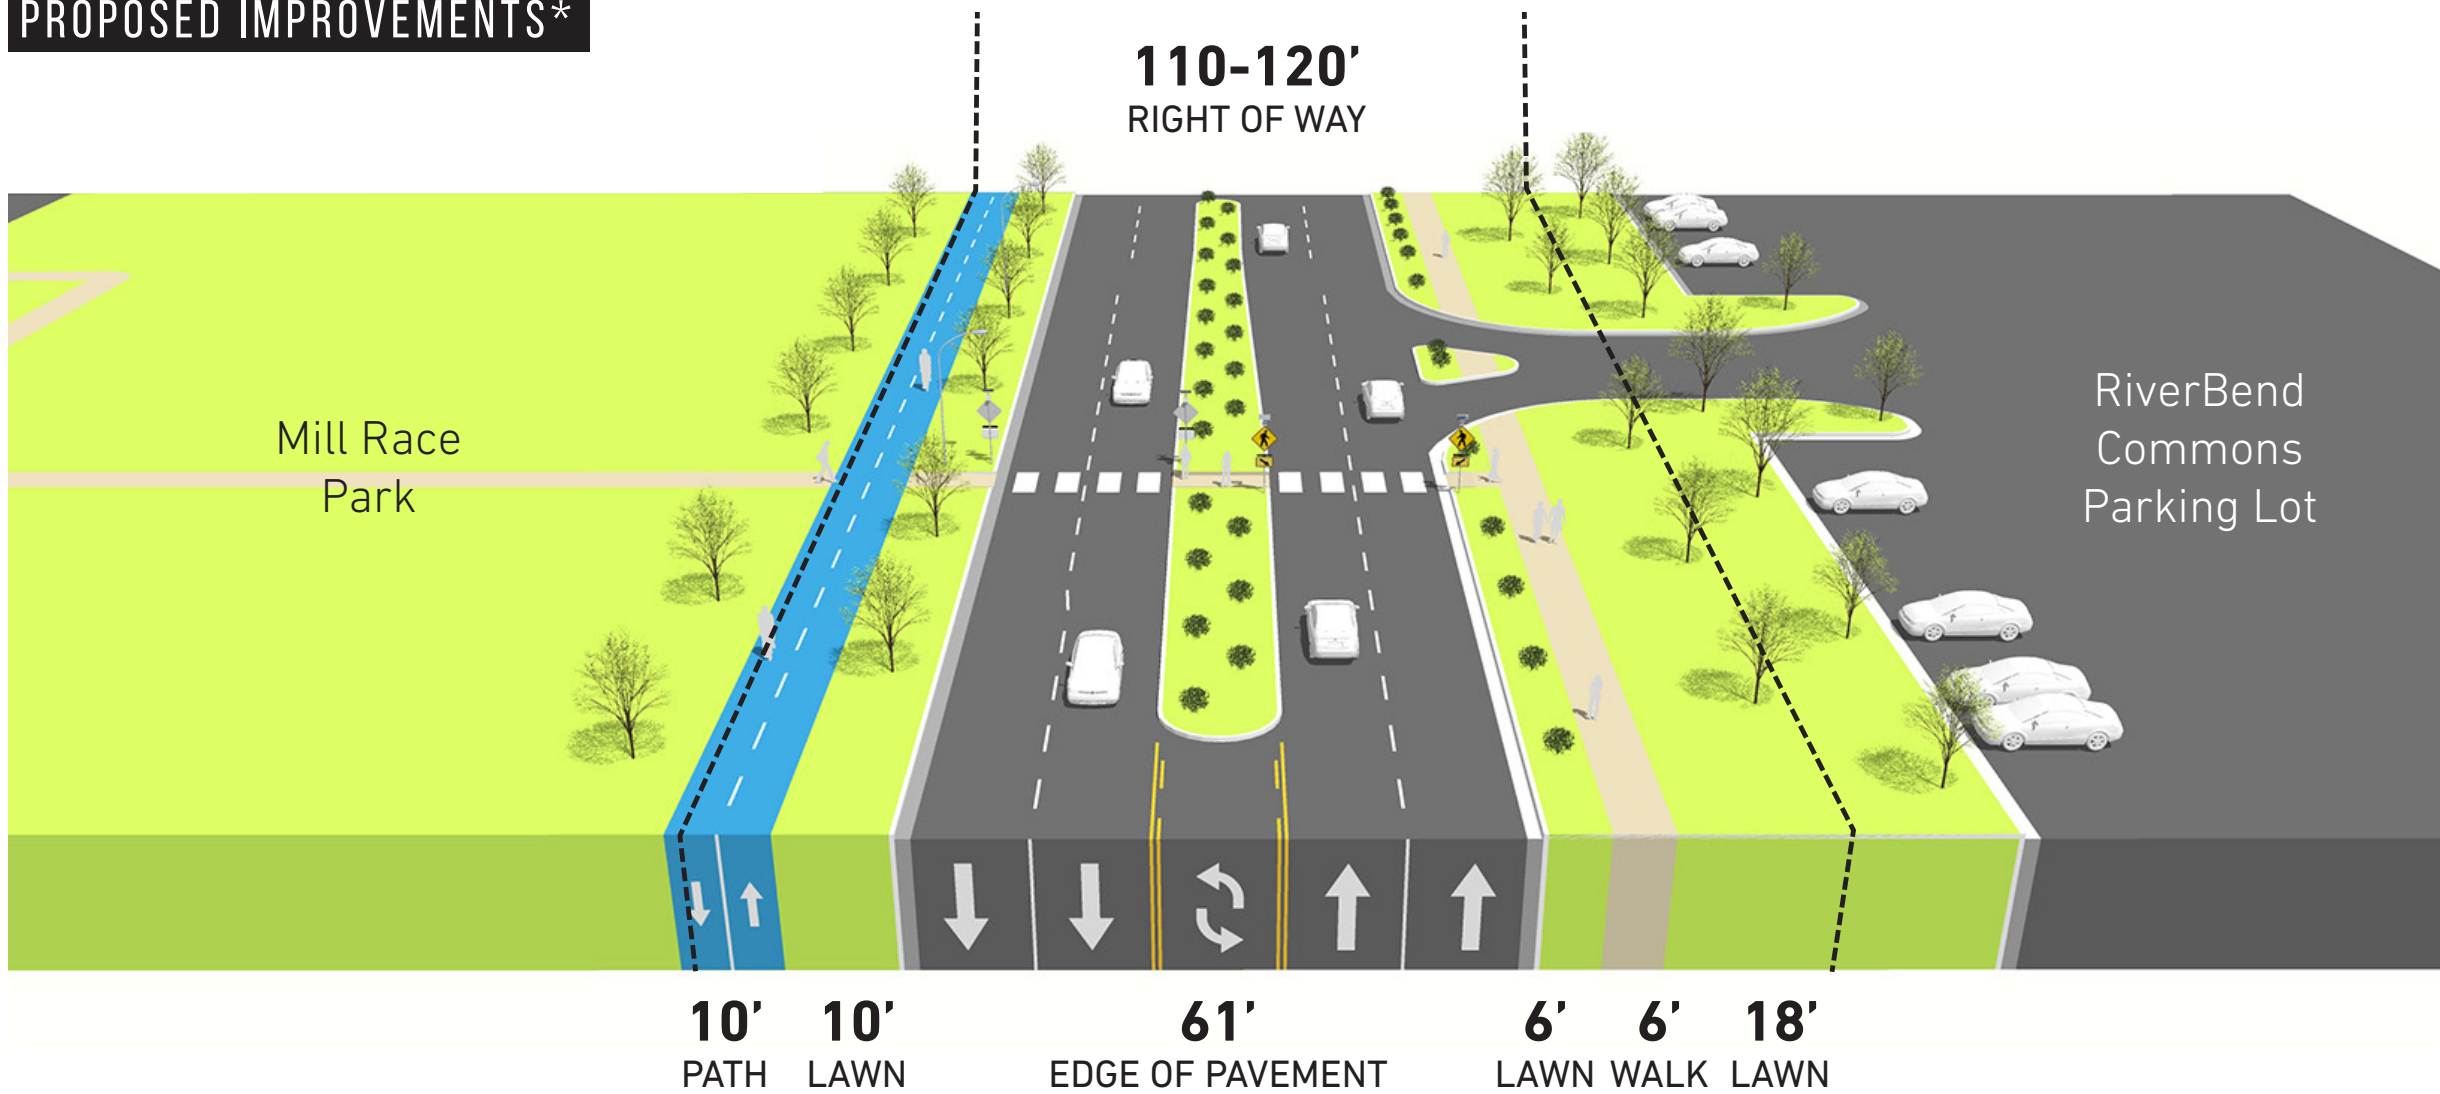 PROPOSED IMPROVEMENTS*
110-120’
RIGHT OF WAY
Mill Race
Park
RiverBend
Commons
Parking Lot
10’ 10’ 61’ 6’ 6’ 18’
PATH LAWN EDGE OF PAVEMENT LAWN WALK LAWN